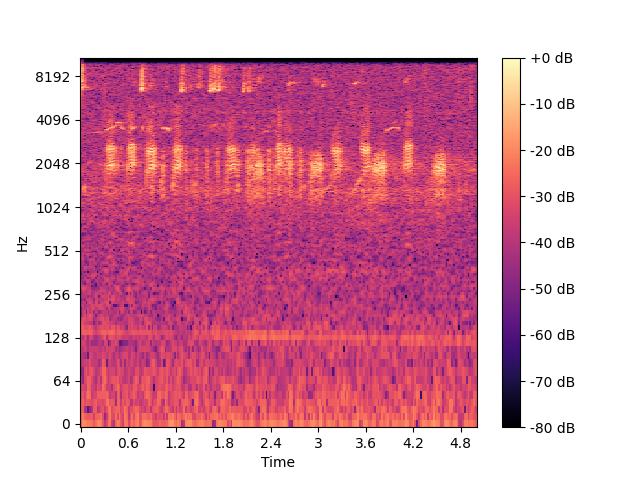 8192
4096
2048
1024
512
256
128
64
0
Hz
0 0.6 1.2 1.8 2.4 3 3.6 4.2 4.8
Time
+0 dB
-10 dB
-20 dB
-30 dB
-40 dB
-50 dB
-60 dB
-70 dB
-80 dB